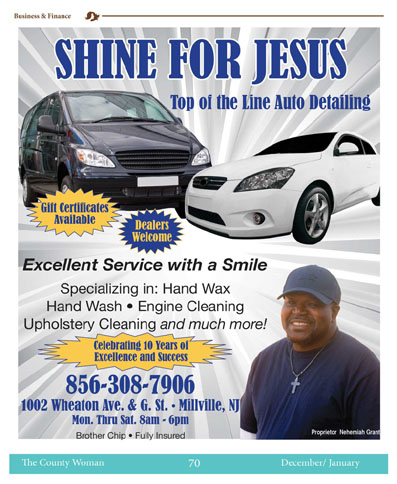 Business & Finance
SHINE FOR JESUS
Top of the Line Auto Detailing
Gift Certificates
Available
Dealers
Welcome
Excellent Service with a Smile
Specializing in: Hand Wax
Hand Wash • Engine Cleaning
Upholstery Cleaning and much more!
Celebrating 10 Years of
Excellence and Success
856-308-7906
1002 Wheaton Ave. & G. St. • Millville, NJ
Mon. Thru Sat. 8am - 6pm
Brother Chip • Fully Insured
Proprietor Nehemiah Grant
The County Woman
70
December/ January